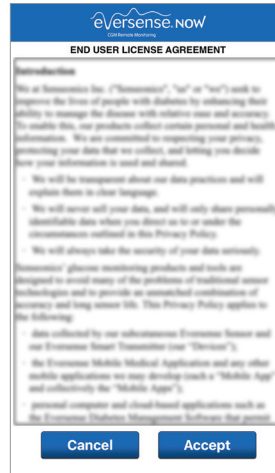 eversense. NOW
CGM Remote Monitoring
END USER LICENSE AGREEMENT
Introduction
We at Senseonics Inc. ("Senseonics", "us" or "we") seek to
improve the lives of people with diabetes by enhancing their
ability to manage the disease with relative ease and accuracy.
To enable this, our products collect certain personal and health
information. We are committed to respecting your privacy,
protecting your data that we collect, and letting you decide
how your information is used and shared.
· We will be transparent about our data practices and will
explain them in clear language.
· We will never sell your data, and will only share personally
identifiable data when you direct us to or under the
circumstances outlined in this Privacy Policy.
· We will always take the security of your data seriously.
Senseonics' glucose monitoring products and tools are
designed to avoid many of the problems of traditional sensor
technologies and to provide an unmatched combination of
accuracy and long sensor life. This Privacy Policy applies to
the following:
· data collected by our subcutaneous Eversense Sensor and
our Eversense Smart Transmitter (our "Devices");
· the Eversense Mobile Medical Application and any other
mobile applications we may develop (each a "Mobile App"
and collectively the "Mobile Apps");
· personal computer and cloud-based applications such as
the Eversense Diabetes Management Software that permit
Cancel
Accept